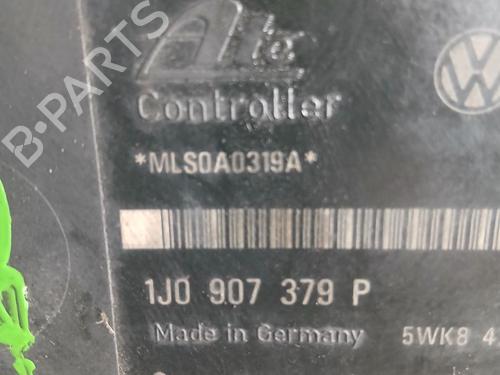 B-PARTS
Ate
Controller
*MLS0A0319A*
1J0 907 379 P
Made in Germany 5WK8 4